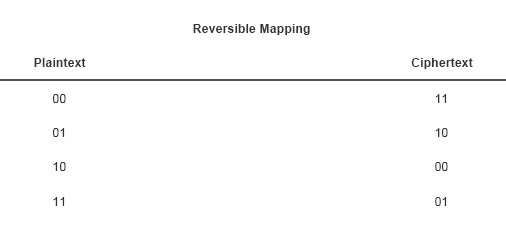 Reversible Mapping
Plaintext Ciphertext
00 11
01 10
10 00
11 01